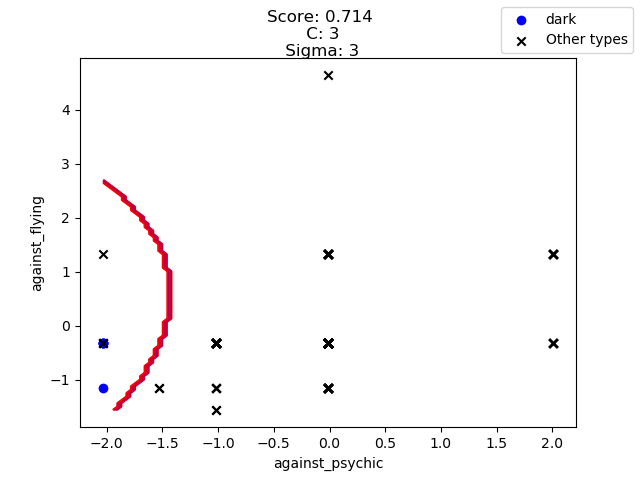 Score: 0.714
C: 3
Sigma: 3
dark
Other types
against_flying
4
3
2
1
0
−1
−2.0 −1.5 −1.0 −0.5 0.0 0.5 1.0 1.5 2.0
against_psychic